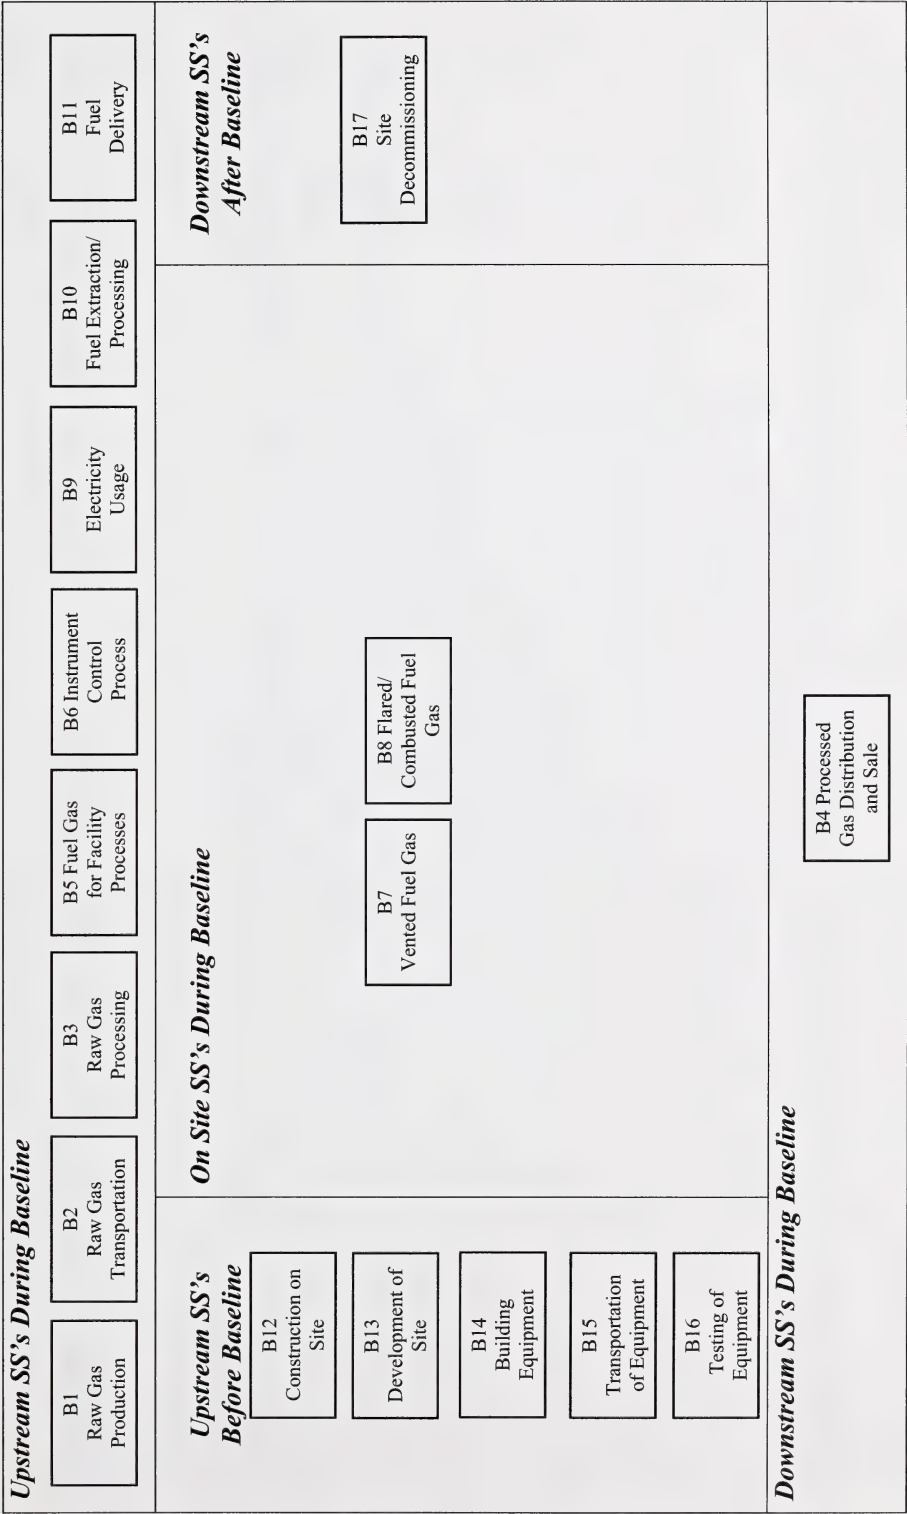 Upstream SS's During Baseline
B1
Raw Gas
Production
B2
Raw Gas
Transportation
B3
Raw Gas
Processing
B5 Fuel Gas
for Facility
Processes
B6 Instrument
Control
Process
B9
Electricity
Usage
B10
Fuel Extraction/
Processing
B11
Fuel
Delivery
Upstream SS's
Before Baseline
B12
Construction on
Site
B13
Development of
Site
B14
Building
Equipment
B15
Transportation
of Equipment
B16
Testing of
Equipment
On Site SS's During Baseline
B7
Vented Fuel Gas
B8 Flared/
Combusted Fuel
Gas
Downstream SS's
After Baseline
B17
Site
Decommissioning
Downstream SS's During Baseline
B4 Processed
Gas Distribution
and Sale